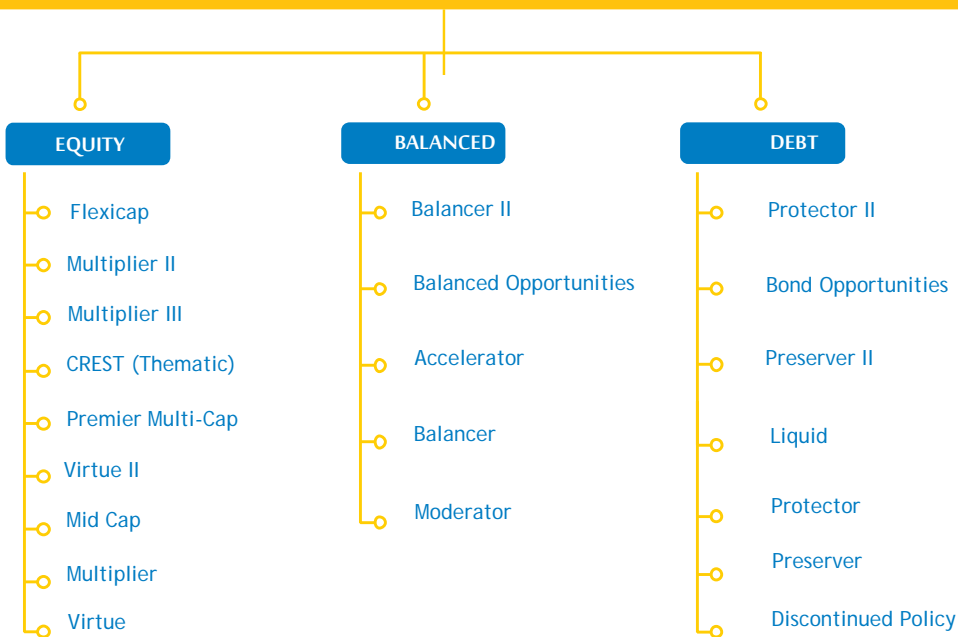 EQUITY
Flexicap
Multiplier II
Multiplier III
CREST (Thematic)
Premier Multi-Cap
Virtue II
Mid Cap
Multiplier
Virtue
BALANCED
Balancer II
Balanced Opportunities
Accelerator
Balancer
Moderator
DEBT
Protector II
Bond Opportunities
Preserver II
Liquid
Protector
Preserver
Discontinued Policy